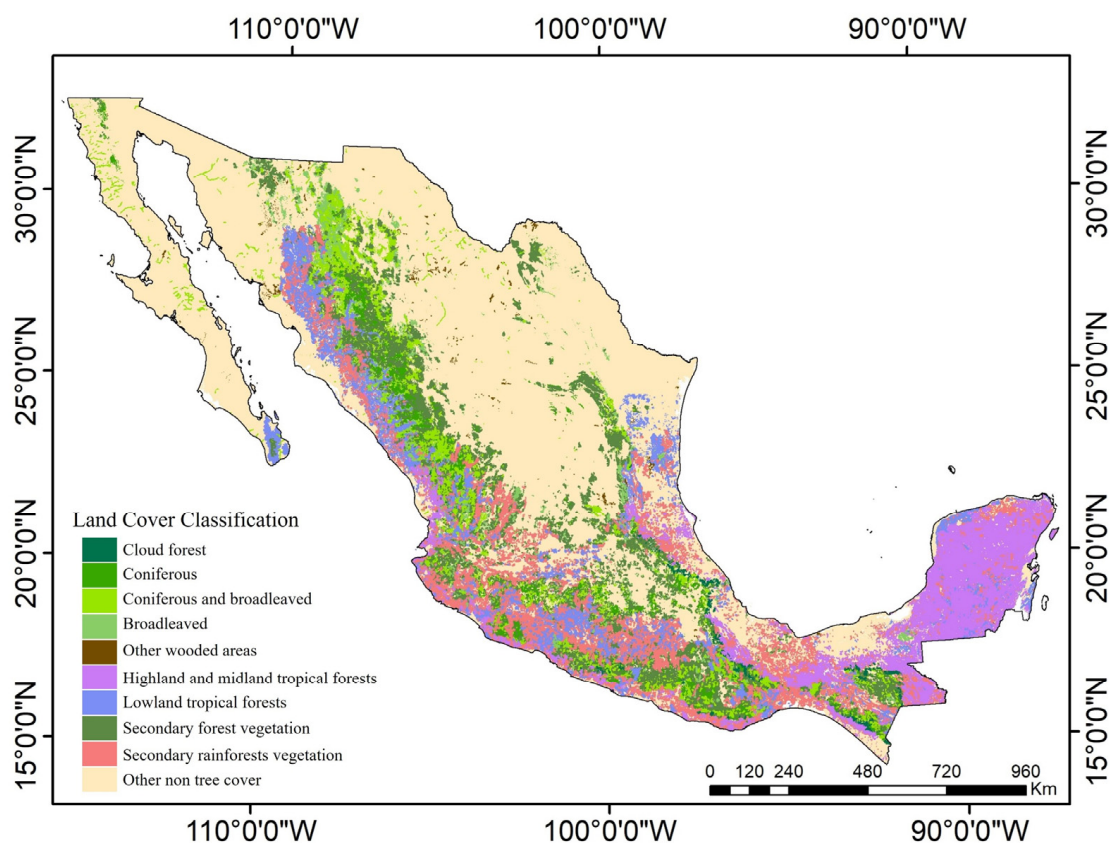 110°0'0"W 100°0'0"W 90°0'0"W
30°0'0"N 30°0'0"N
25°0'0"N 25°0'0"N
20°0'0"N 20°0'0"N
15°0'0"N 15°0'0"N
Land Cover Classification
Cloud forest
Coniferous
Coniferous and broadleaved
Broadleaved
Other wooded areas
Highland and midland tropical forests
Lowland tropical forests
Secondary forest vegetation
Secondary rainforests vegetation
Other non tree cover
0 120 240 480 720 960
Km
110°0'0"W 100°0'0"W 90°0'0"W